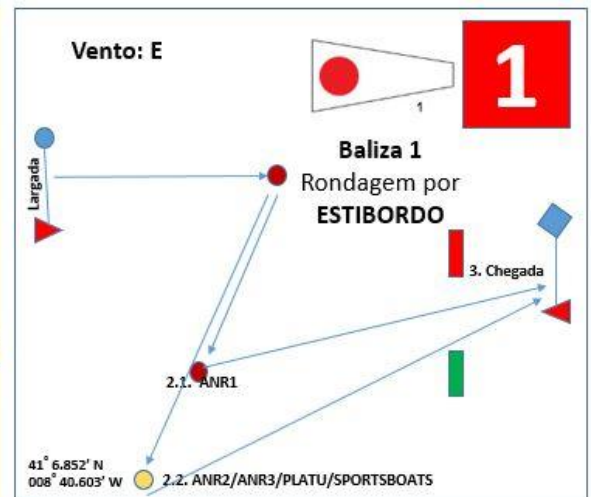 Vento: E
1
1
Baliza 1
Rondagem por
ESTIBORDO
Largada
3. Chegada
2.1. ANR1
41° 6.852' N
008° 40.603' W
2.2. ANR2/ANR3/PLATU/SPORTSBOATS